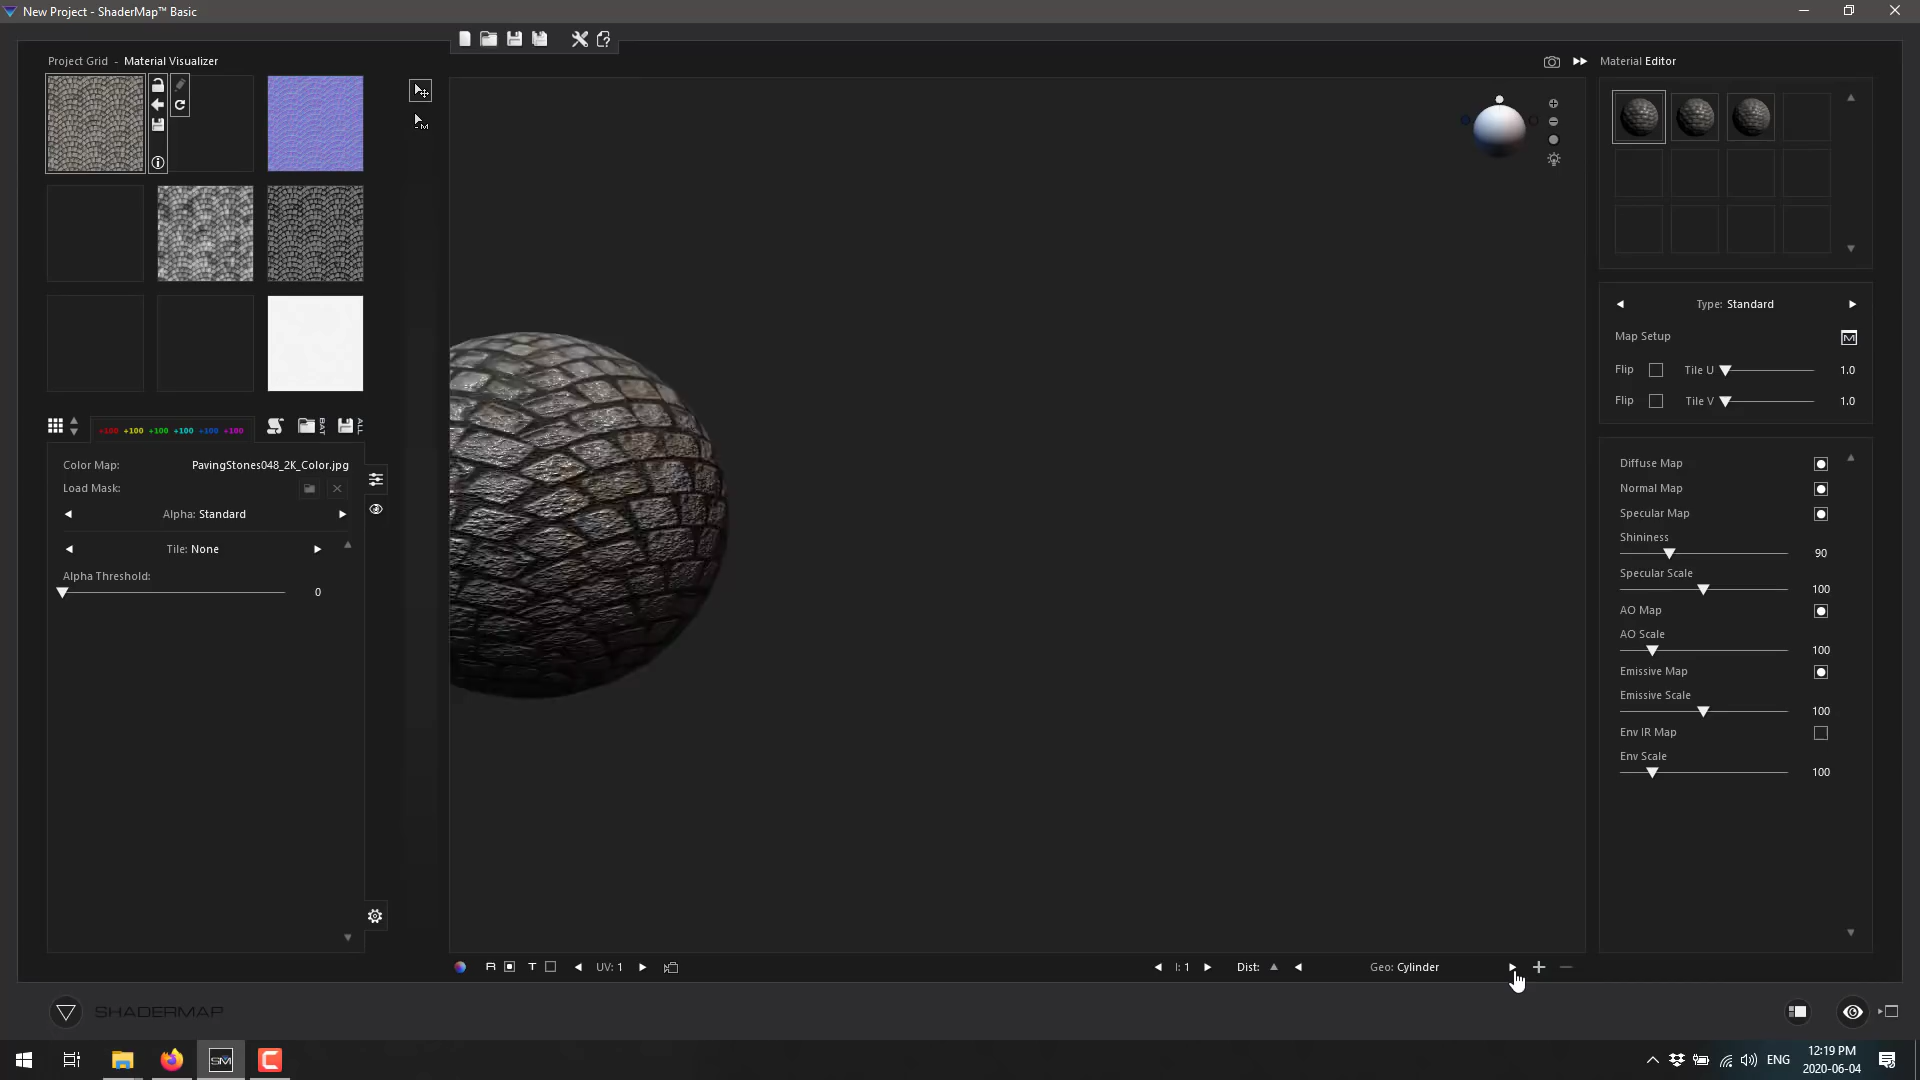 New Project - ShaderMap™ Basic
Project Grid - Material Visualizer
Material Editor
Type: Standard
Map Setup
M
Flip
Tile U
1.0
Flip
Tile V
1.0
+100 +100 +100 +100 +100 +100
BAT
ALL
Color Map:
PavingStones048_2K_Color.jpg
Load Mask:
Alpha: Standard
Tile: None
Alpha Threshold:
0
Diffuse Map
Normal Map
Specular Map
Shininess
90
Specular Scale
100
AO Map
AO Scale
100
Emissive Map
Emissive Scale
100
Env IR Map
Env Scale
100
A
T
UV: 1
I: 1
Dist:
Geo: Cylinder
SHADERMAP
SM
ENG
12:19 PM
2020-06-04